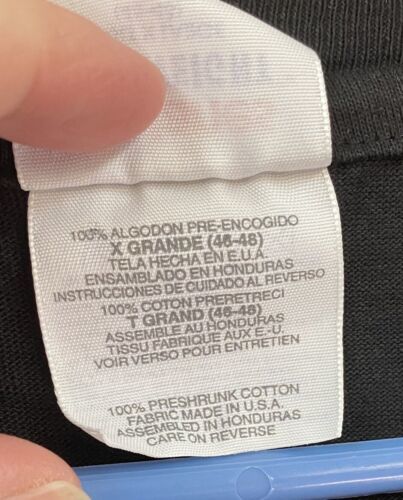 100% ALGODON PRE-ENCOGIDO
X GRANDE (46-48)
TELA HECHA EN E.U.A.
ENSAMBLADO EN HONDURAS
INSTRUCCIONES DE CUIDADO AL REVERSO
100% COTON PRERETRECI
T GRAND (46-48)
ASSEMBLE AU HONDURAS
TISSU FABRIQUE AUX E.-U.
VOIR VERSO POUR ENTRETIEN
100% PRESHRUNK COTTON
FABRIC MADE IN U.S.A.
ASSEMBLED IN HONDURAS
CARE ON REVERSE